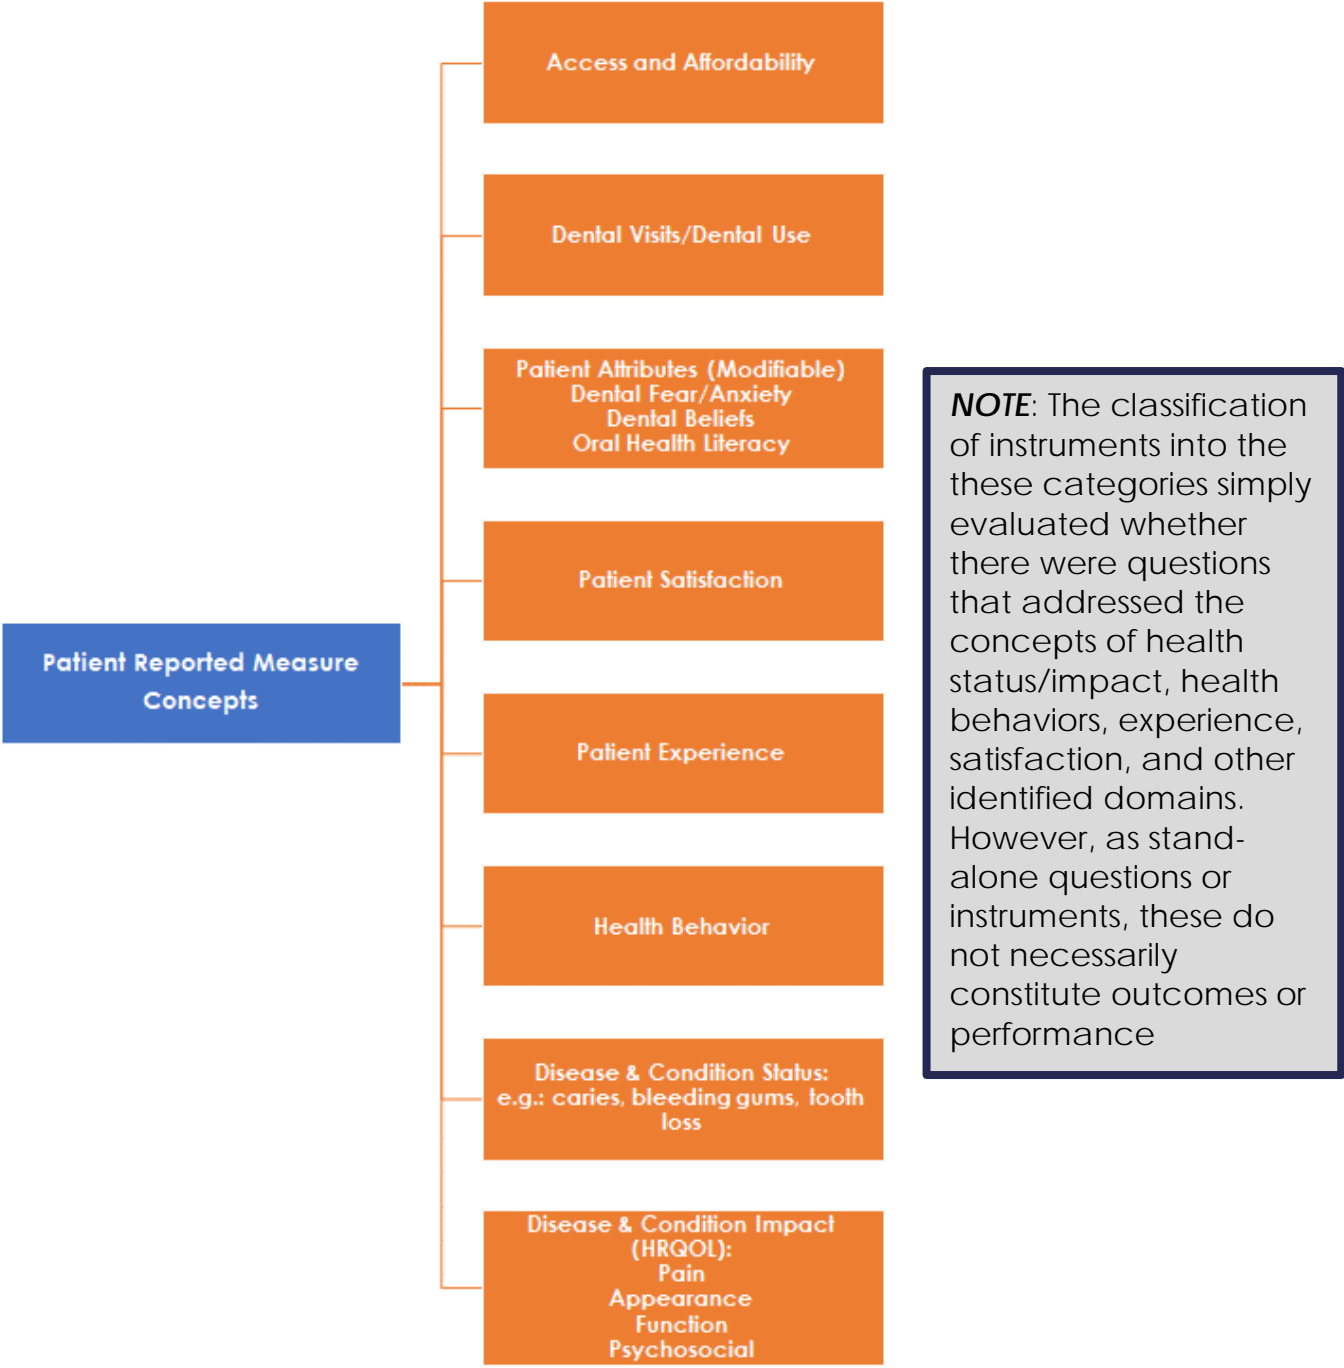 Access and Affordability
Dental Visits/Dental Use
Patient Attributes (Modifiable)
Dental Fear/Anxiety
Dental Beliefs
Oral Health Literacy
Patient Satisfaction
Patient Reported Measure
Concepts
Patient Experience
Health Behavior
Disease & Condition Status:
e.g.: caries, bleeding gums, tooth
loss
Disease & Condition Impact
(HRQOL):
Pain
Appearance
Function
Psychosocial
NOTE: The classification
of instruments into the
these categories simply
evaluated whether
there were questions
that addressed the
concepts of health
status/impact, health
behaviors, experience,
satisfaction, and other
identified domains.
However, as stand-
alone questions or
instruments, these do
not necessarily
constitute outcomes or
performance